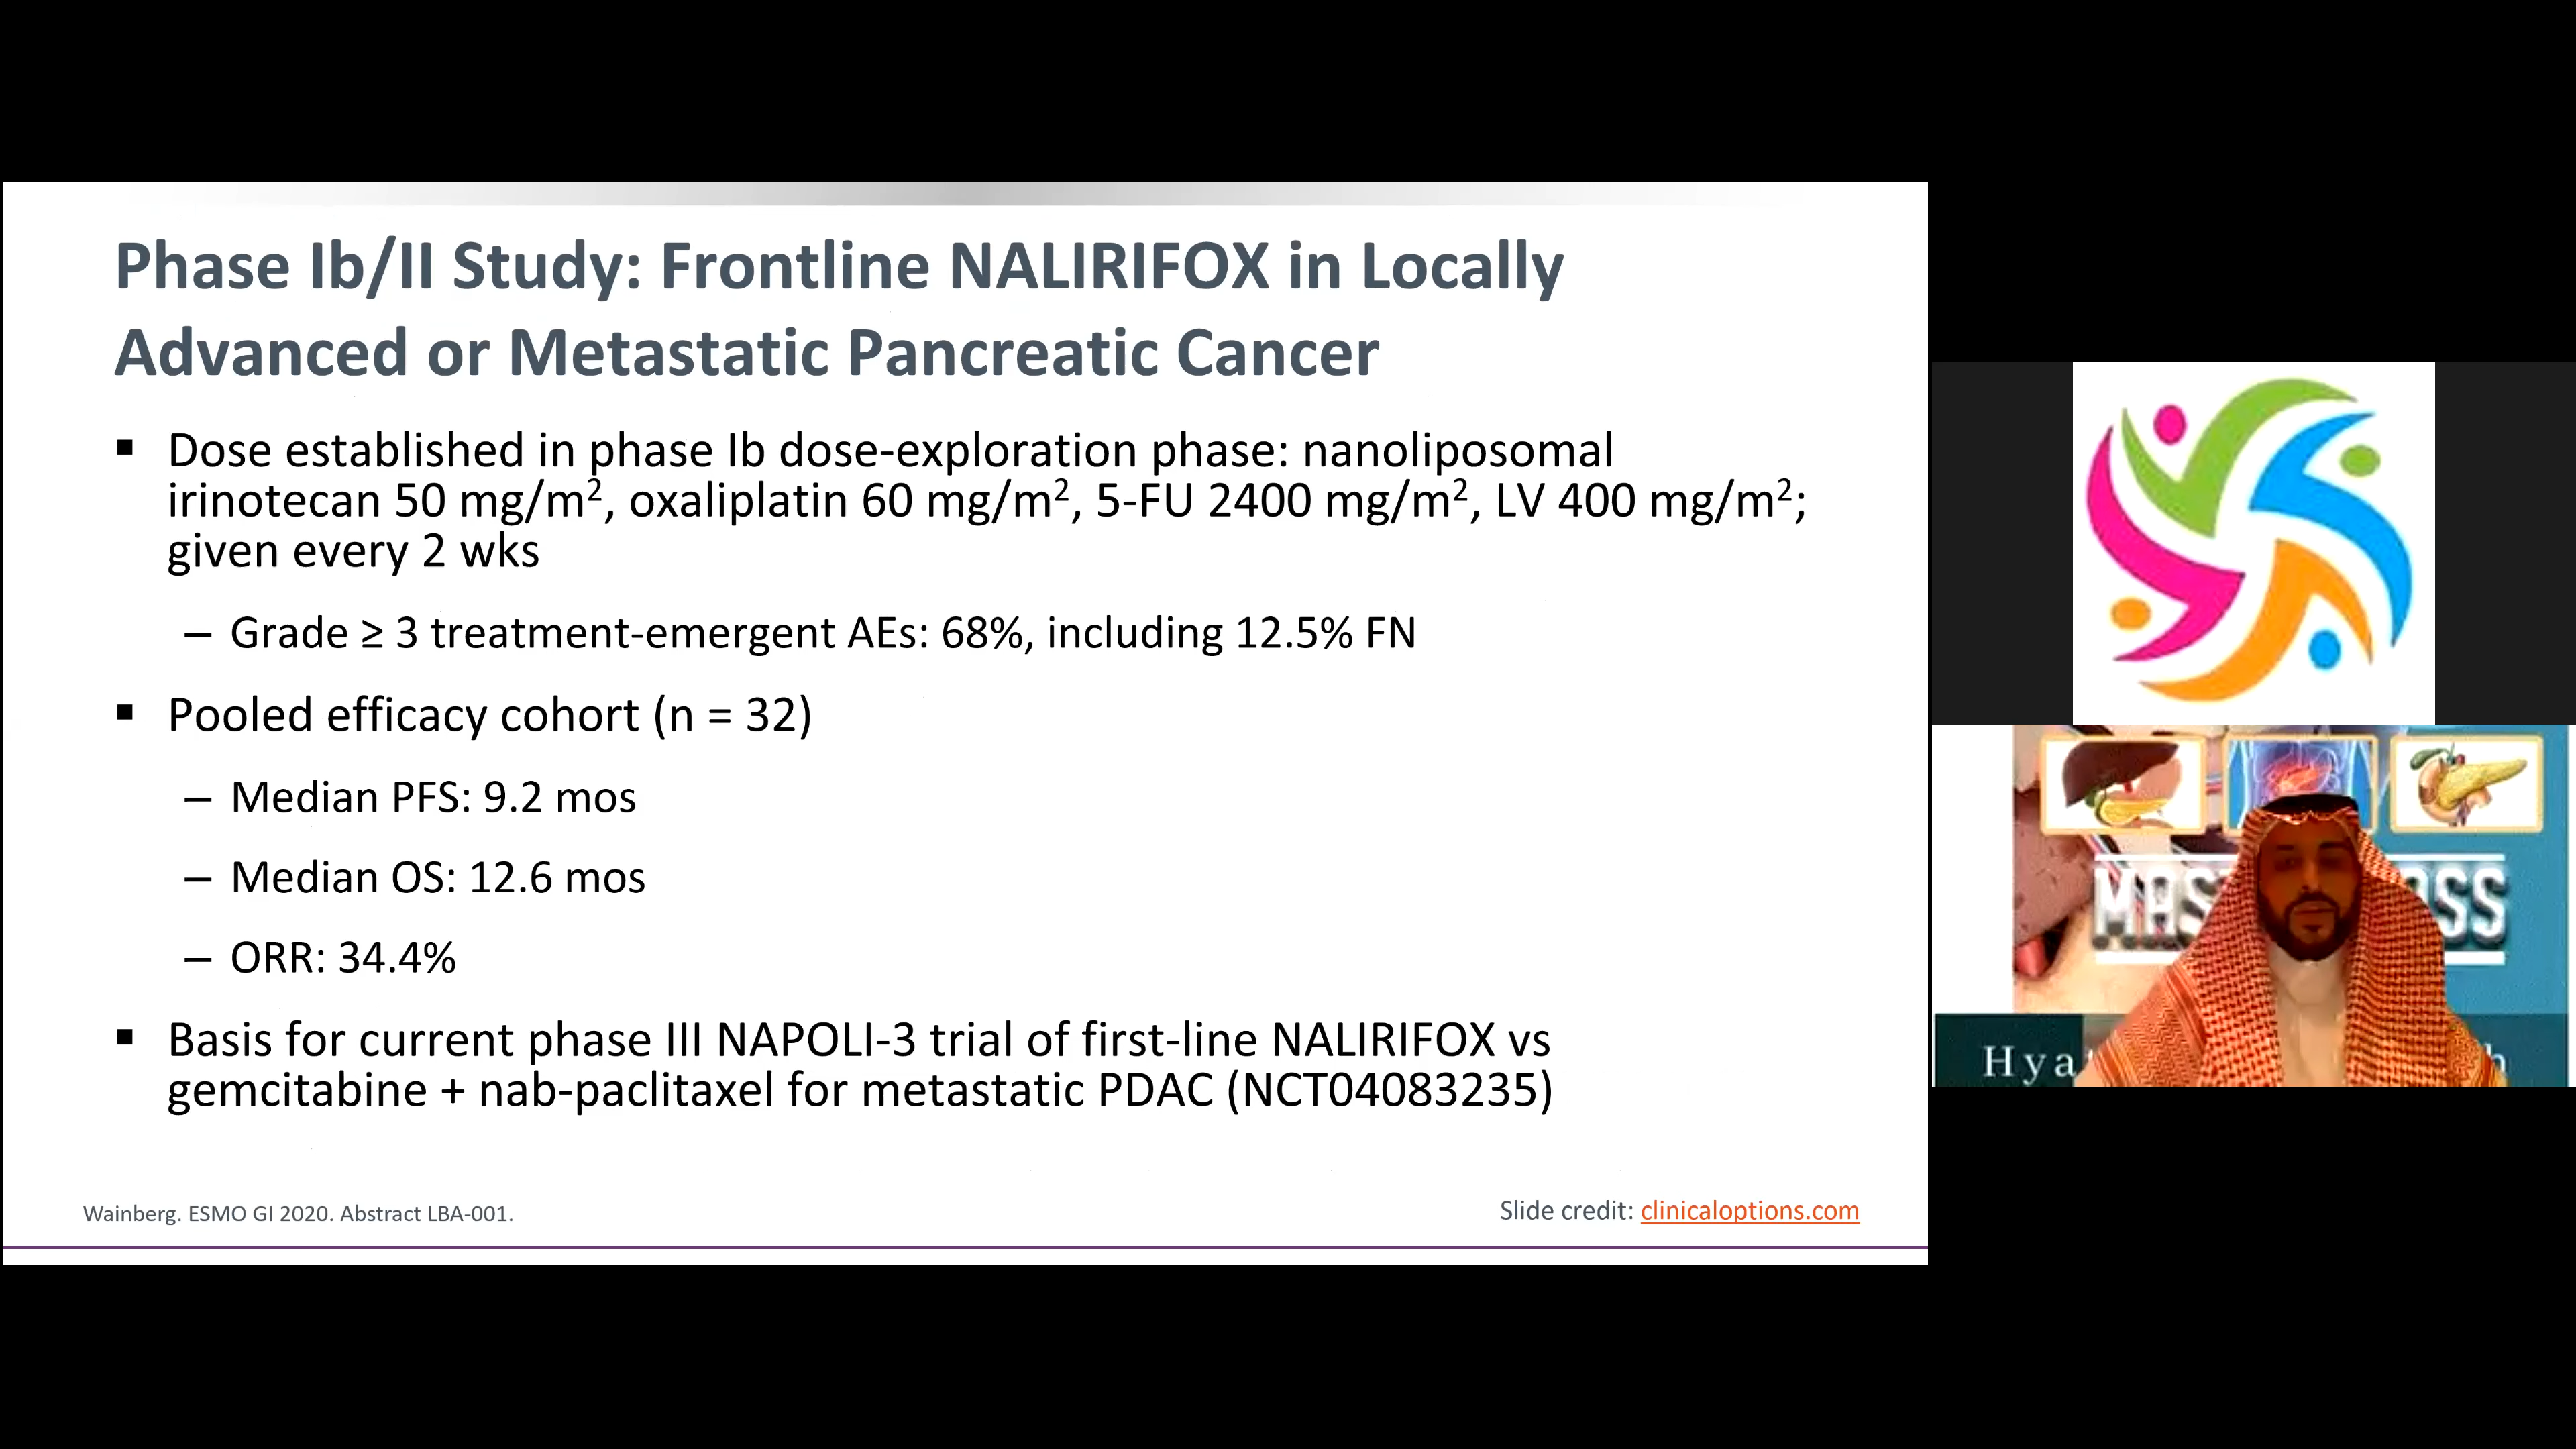 Phase Ib/II Study: Frontline NALIRIFOX in Locally
Advanced or Metastatic Pancreatic Cancer
▪ Dose established in phase Ib dose-exploration phase: nanoliposomal
irinotecan 50 mg/m², oxaliplatin 60 mg/m², 5-FU 2400 mg/m², LV 400 mg/m²;
given every 2 wks
– Grade ≥ 3 treatment-emergent AEs: 68%, including 12.5% FN
▪ Pooled efficacy cohort (n = 32)
– Median PFS: 9.2 mos
– Median OS: 12.6 mos
– ORR: 34.4%
▪ Basis for current phase III NAPOLI-3 trial of first-line NALIRIFOX vs
gemcitabine + nab-paclitaxel for metastatic PDAC (NCT04083235)
Wainberg. ESMO GI 2020. Abstract LBA-001.
Slide credit: clinicaloptions.com